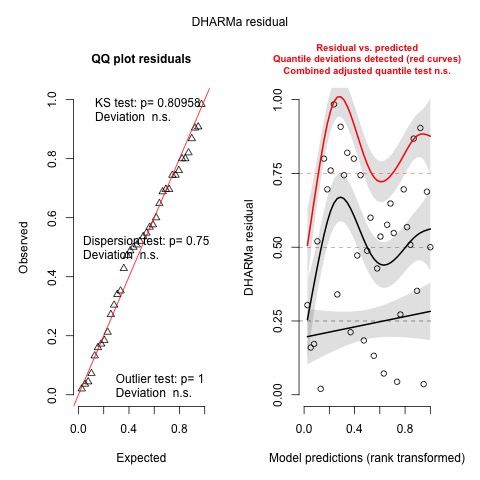 DHARMa residual
QQ plot residuals
KS test: p= 0.80958
Deviation n.s.
Dispersion test: p= 0.75
Deviation n.s.
Outlier test: p= 1
Deviation n.s.
Observed
0.0 0.2 0.4 0.6 0.8 1.0
0.0 0.4 0.8
Expected
Residual vs. predicted
Quantile deviations detected (red curves)
Combined adjusted quantile test n.s.
DHARMa residual
0.00 0.25 0.50 0.75 1.00
0.0 0.4 0.8
Model predictions (rank transformed)